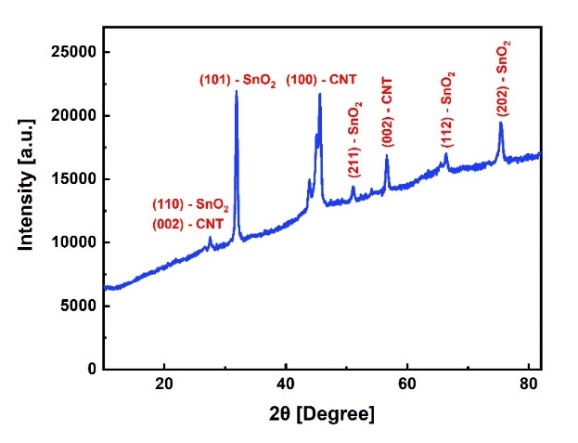 25000
20000
15000
10000
5000
0
Intensity [a.u.]
(110) - SnO₂
(002) - CNT
(101) - SnO₂
(100) - CNT
(211) - SnO₂
(002) - CNT
(112) - SnO₂
(202) - SnO₂
20 40 60 80
2θ [Degree]